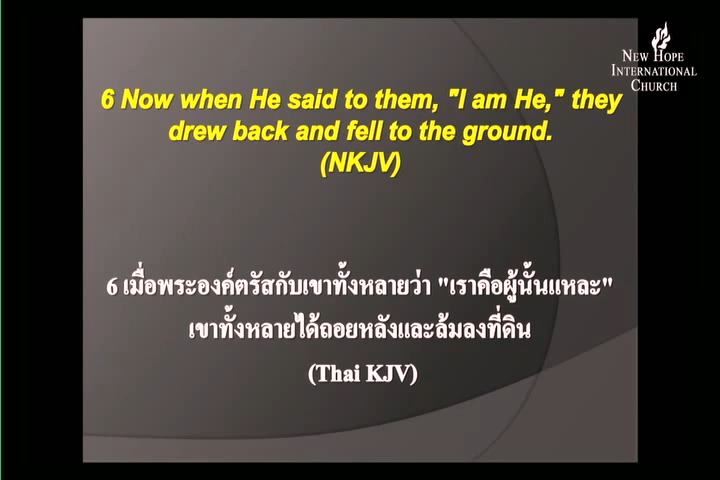 NEW HOPE
INTERNATIONAL
CHURCH
6 Now when He said to them, "I am He," they
drew back and fell to the ground.
(NKJV)
6 เมื่อพระองค์ตรัสกับเขาทั้งหลายว่า "เราคือผู้นั้นแหละ"
เขาทั้งหลายได้ถอยหลังและล้มลงที่ดิน
(Thai KJV)